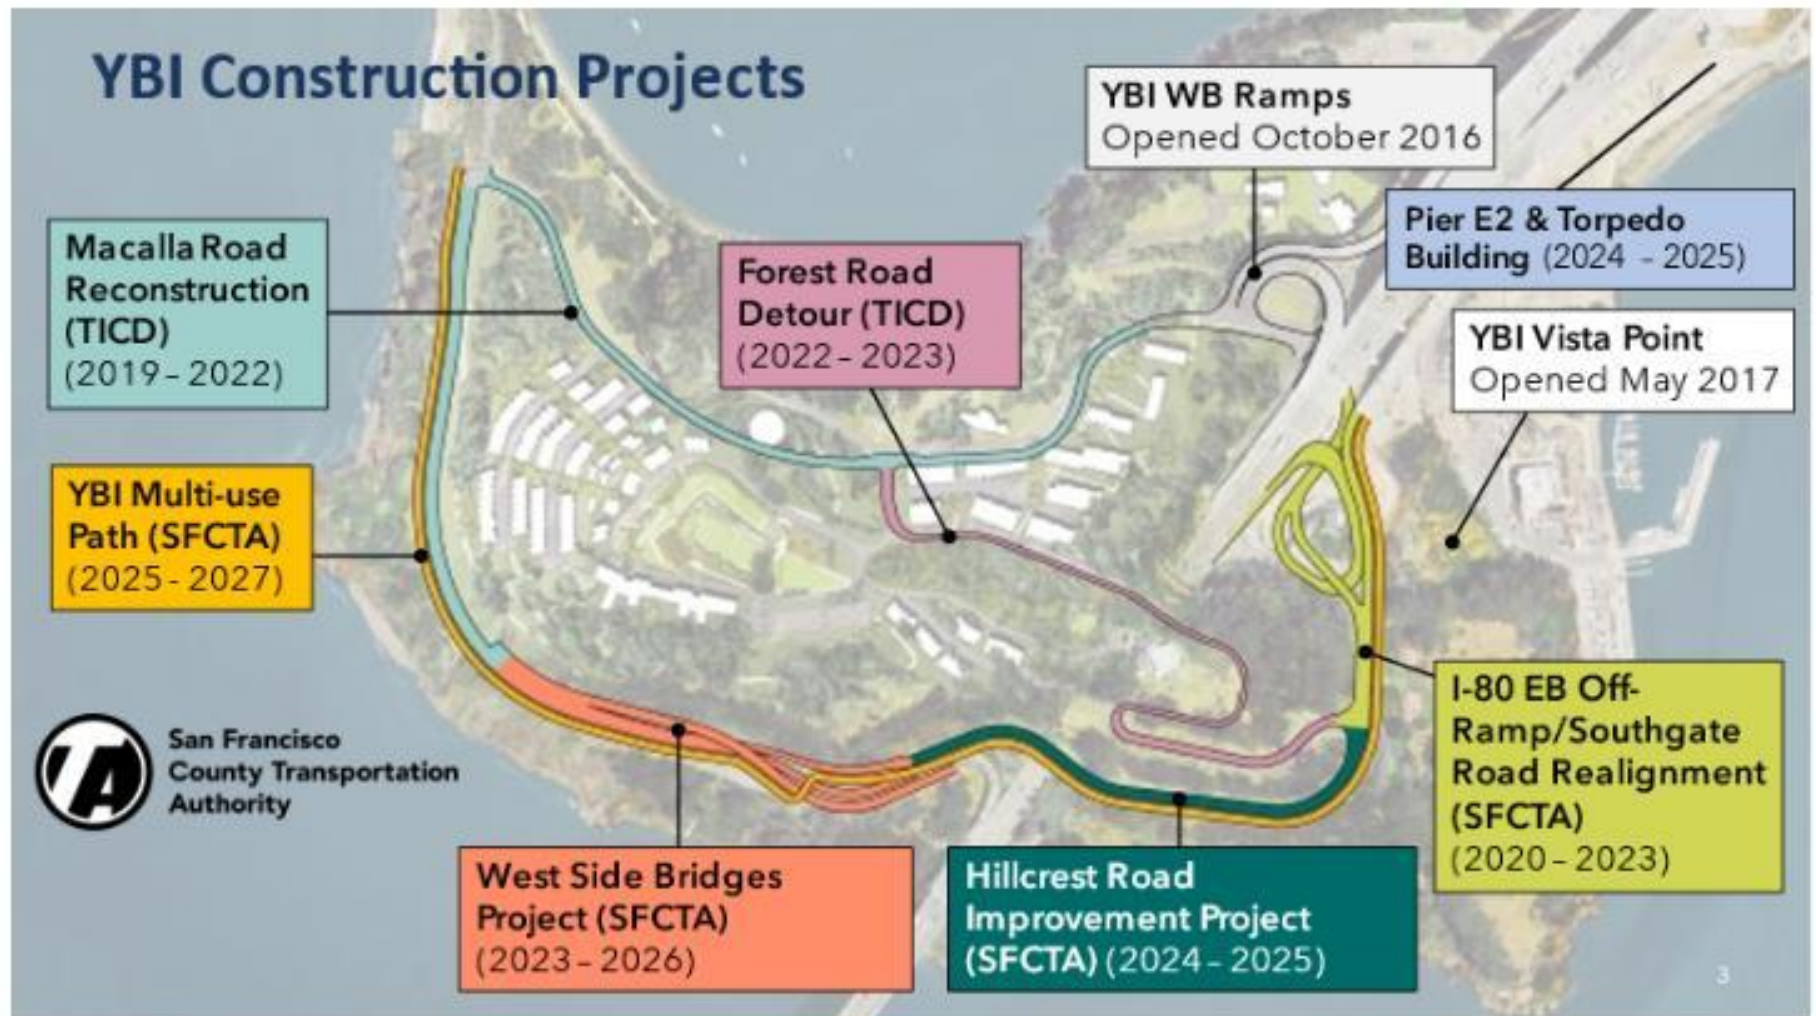 YBI Construction Projects
YBI WB Ramps
Opened October 2016
Pier E2 & Torpedo
Building (2024 – 2025)
Macalla Road
Reconstruction
(TICD)
(2019 – 2022)
Forest Road
Detour (TICD)
(2022 – 2023)
YBI Vista Point
Opened May 2017
YBI Multi-use
Path (SFCTA)
(2025 - 2027)
I-80 EB Off-
Ramp/Southgate
Road Realignment
(SFCTA)
(2020 – 2023)
TA
San Francisco
County Transportation
Authority
West Side Bridges
Project (SFCTA)
(2023 – 2026)
Hillcrest Road
Improvement Project
(SFCTA) (2024 – 2025)
3